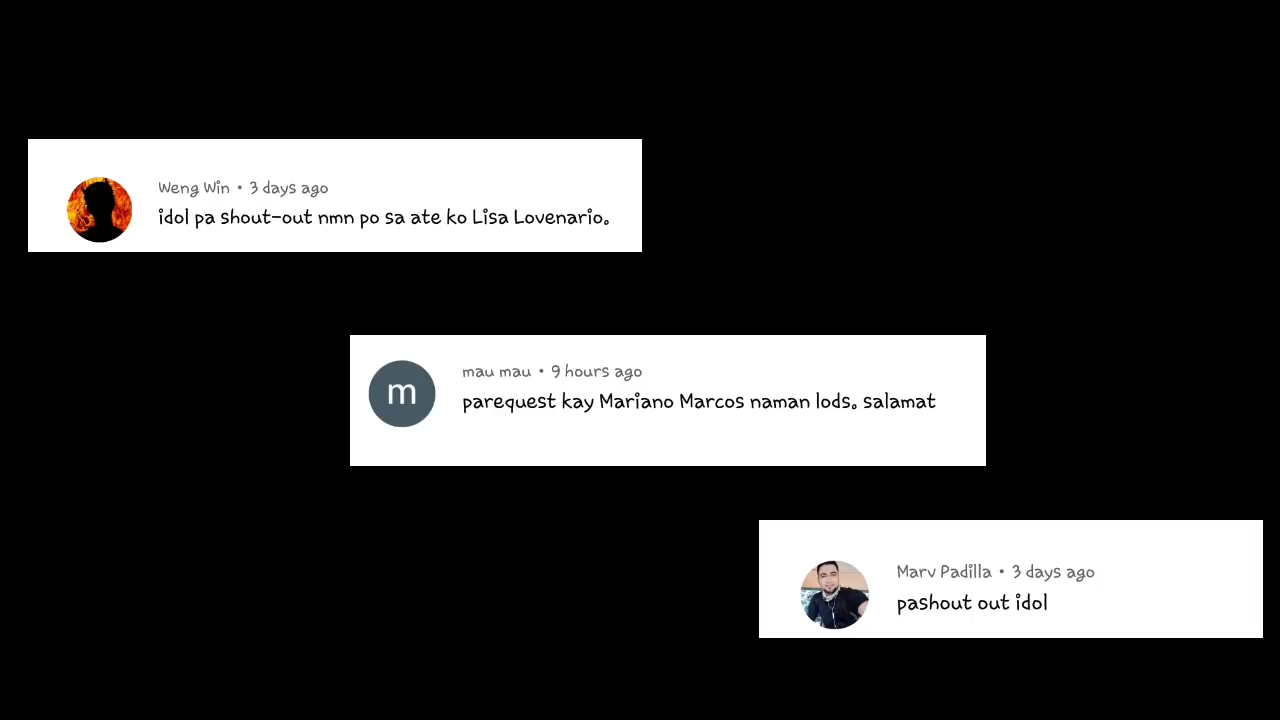 Weng Win • 3 days ago
idol pa shout-out nmn po sa ate ko Lisa Lovenario.
m
mau mau • 9 hours ago
parequest kay Mariano Marcos naman lods. salamat
Marv Padilla • 3 days ago
pashout out idol